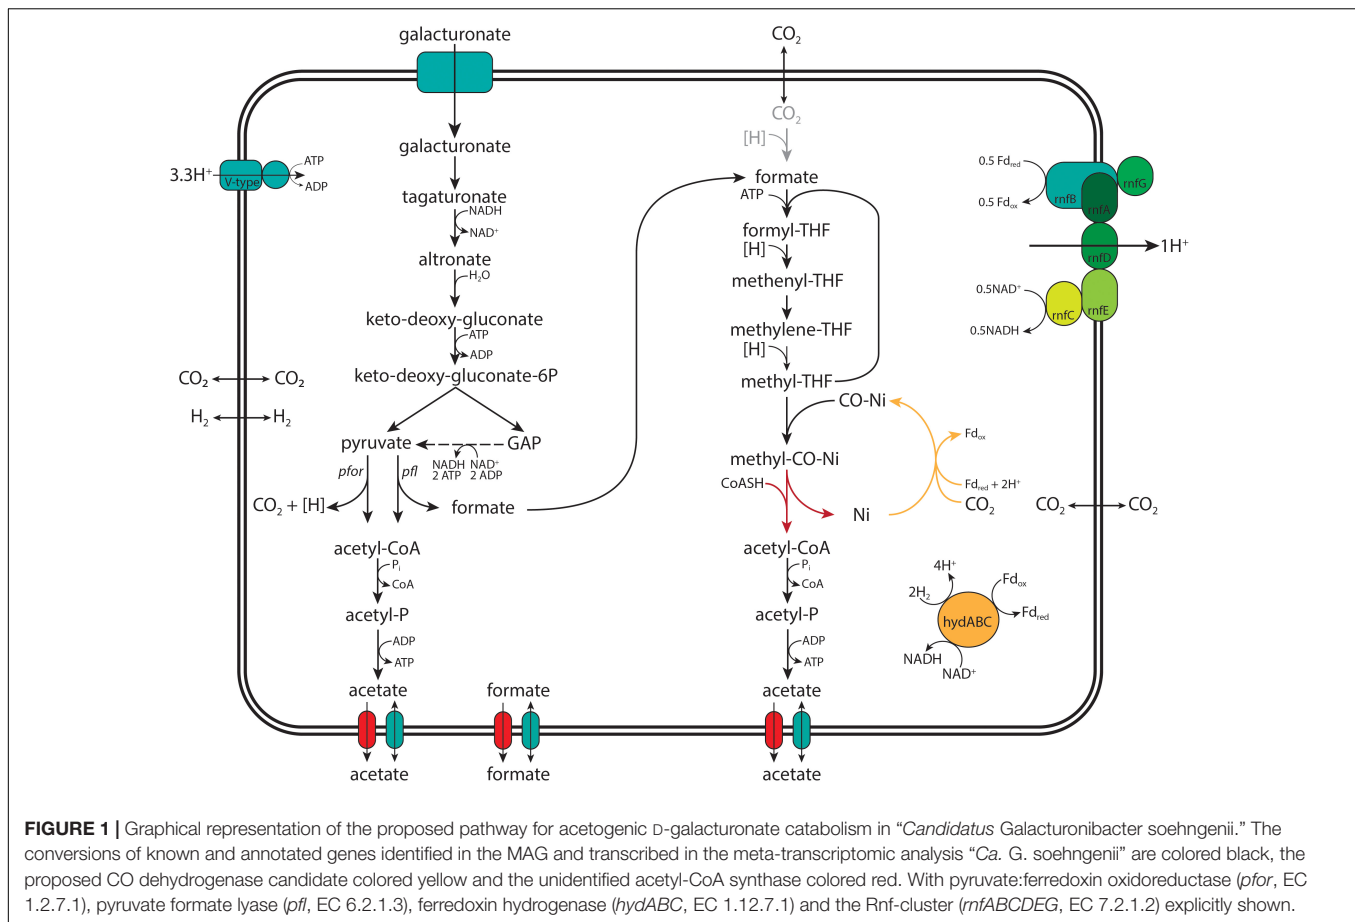 galacturonate
CO2
CO2
[H]
galacturonate
3.3H+
V-type
ATP
ADP
formate
ATP
0.5 Fdred
0.5 Fdox
rnfB
rnfA
rnfG
tagaturonate
NADH
NAD+
formyl-THF
[H]
rnfD
1H+
altronate
H2O
methenyl-THF
0.5NAD+
0.5NADH
rnfC
rnfE
keto-deoxy-gluconate
ATP
ADP
methylene-THF
[H]
keto-deoxy-gluconate-6P
methyl-THF
CO2
CO2
H2
H2
CO-Ni
pyruvate
GAP
NADH
2 ATP
NAD+
2 ADP
pfor
pfl
Fdox
methyl-CO-Ni
CoASH
Fdred + 2H+
CO2
CO2 + [H]
formate
Ni
CO2
CO2
acetyl-CoA
Pi
CoA
acetyl-CoA
Pi
CoA
4H+
2H2
Fdox
Fdred
hydABC
NADH
NAD+
acetyl-P
ADP
ATP
acetyl-P
ADP
ATP
acetate
formate
acetate
acetate
formate
acetate
FIGURE 1 | Graphical representation of the proposed pathway for acetogenic D-galacturonate catabolism in “Candidatus Galacturonibacter soehngenii.” The
conversions of known and annotated genes identified in the MAG and transcribed in the meta-transcriptomic analysis “Ca. G. soehngenii” are colored black, the
proposed CO dehydrogenase candidate colored yellow and the unidentified acetyl-CoA synthase colored red. With pyruvate:ferredoxin oxidoreductase (pfor, EC
1.2.7.1), pyruvate formate lyase (pfl, EC 6.2.1.3), ferredoxin hydrogenase (hydABC, EC 1.12.7.1) and the Rnf-cluster (rnfABCDEG, EC 7.2.1.2) explicitly shown.